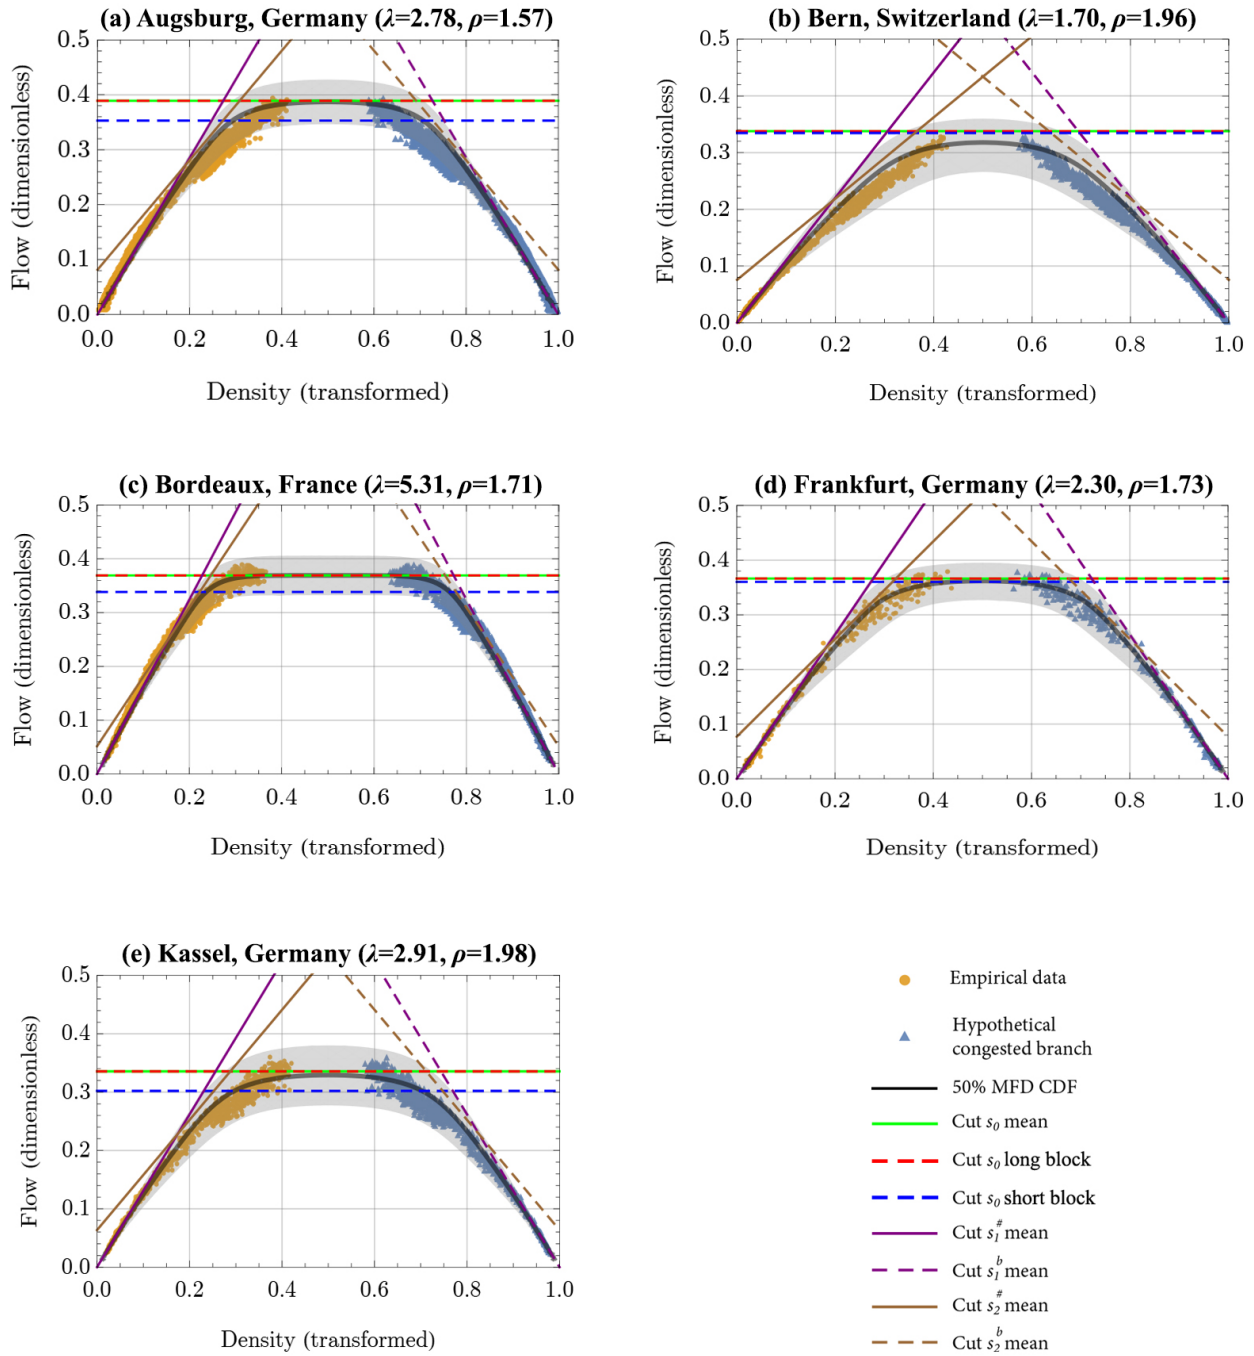 (a) Augsburg, Germany (λ=2.78, ρ=1.57)
0.5
0.4
0.3
0.2
0.1
0.0
Flow (dimensionless)
0.0 0.2 0.4 0.6 0.8 1.0
Density (transformed)
(b) Bern, Switzerland (λ=1.70, ρ=1.96)
0.5
0.4
0.3
0.2
0.1
0.0
Flow (dimensionless)
0.0 0.2 0.4 0.6 0.8 1.0
Density (transformed)
(c) Bordeaux, France (λ=5.31, ρ=1.71)
0.5
0.4
0.3
0.2
0.1
0.0
Flow (dimensionless)
0.0 0.2 0.4 0.6 0.8 1.0
Density (transformed)
(d) Frankfurt, Germany (λ=2.30, ρ=1.73)
0.5
0.4
0.3
0.2
0.1
0.0
Flow (dimensionless)
0.0 0.2 0.4 0.6 0.8 1.0
Density (transformed)
(e) Kassel, Germany (λ=2.91, ρ=1.98)
0.5
0.4
0.3
0.2
0.1
0.0
Flow (dimensionless)
0.0 0.2 0.4 0.6 0.8 1.0
Density (transformed)
Empirical data
Hypothetical
congested branch
50% MFD CDF
Cut s₀ mean
Cut s₀ long block
Cut s₀ short block
Cut s₁# mean
Cut s₁b mean
Cut s₂# mean
Cut s₂b mean